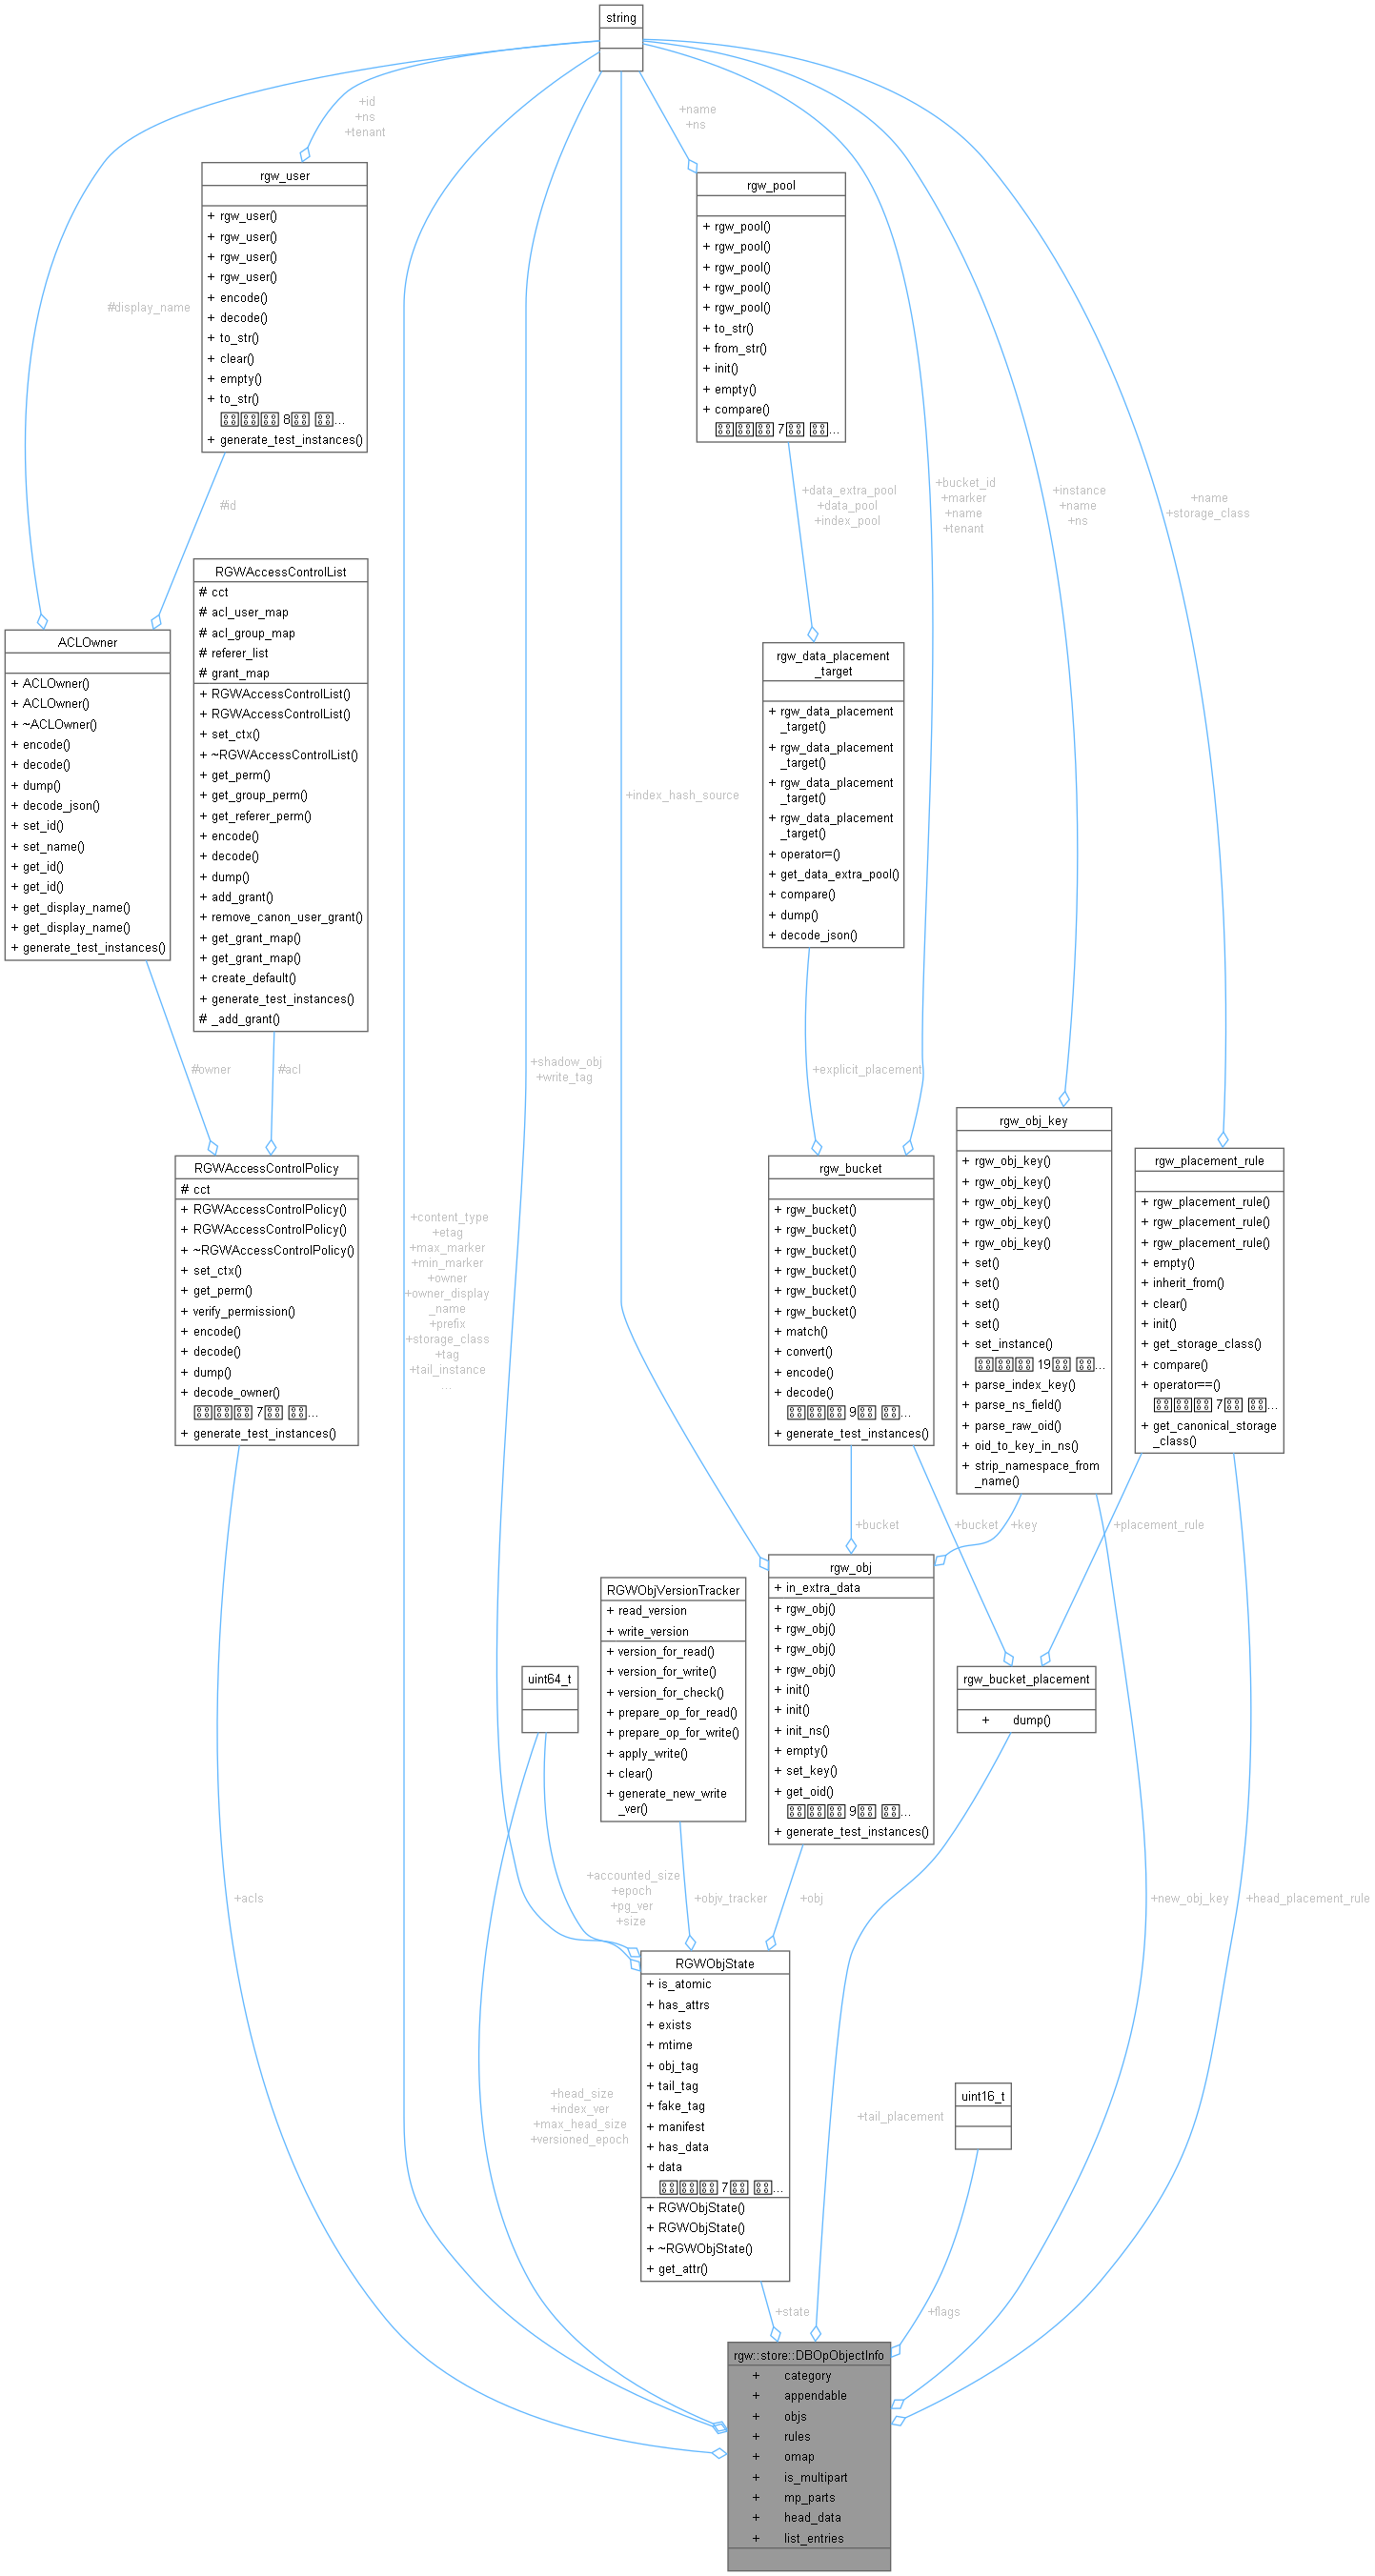 string
+id
+ns
+tenant
+name
+ns
rgw_user
+ rgw_user()
+ rgw_user()
+ rgw_user()
+ rgw_user()
+ encode()
+ decode()
+ to_str()
+ clear()
+ empty()
+ to_str()
8 ...
+ generate_test_instances()
rgw_pool
+ rgw_pool()
+ rgw_pool()
+ rgw_pool()
+ rgw_pool()
+ rgw_pool()
+ to_str()
+ from_str()
+ init()
+ empty()
+ compare()
7 ...
#display_name
#id
+data_extra_pool
+data_pool
+index_pool
+bucket_id
+marker
+name
+tenant
+instance
+name
+ns
+name
+storage_class
RGWAccessControlList
# cct
# acl_user_map
# acl_group_map
# referer_list
# grant_map
+ RGWAccessControlList()
+ RGWAccessControlList()
+ set_ctx()
+ ~RGWAccessControlList()
+ get_perm()
+ get_group_perm()
+ get_referer_perm()
+ encode()
+ decode()
+ dump()
+ add_grant()
+ remove_canon_user_grant()
+ get_grant_map()
+ get_grant_map()
+ create_default()
+ generate_test_instances()
# _add_grant()
ACLOwner
+ ACLOwner()
+ ACLOwner()
+ ~ACLOwner()
+ encode()
+ decode()
+ dump()
+ decode_json()
+ set_id()
+ set_name()
+ get_id()
+ get_id()
+ get_display_name()
+ get_display_name()
+ generate_test_instances()
rgw_data_placement
_target
+ rgw_data_placement
_target()
+ rgw_data_placement
_target()
+ rgw_data_placement
_target()
+ rgw_data_placement
_target()
+ operator=()
+ get_data_extra_pool()
+ compare()
+ dump()
+ decode_json()
+index_hash_source
#owner
#acl
+shadow_obj
+write_tag
+explicit_placement
RGWAccessControlPolicy
# cct
+ RGWAccessControlPolicy()
+ RGWAccessControlPolicy()
+ ~RGWAccessControlPolicy()
+ set_ctx()
+ get_perm()
+ verify_permission()
+ encode()
+ decode()
+ dump()
+ decode_owner()
7 ...
+ generate_test_instances()
+content_type
+etag
+max_marker
+min_marker
+owner
+owner_display
_name
+prefix
+storage_class
+tag
+tail_instance
...
rgw_bucket
+ rgw_bucket()
+ rgw_bucket()
+ rgw_bucket()
+ rgw_bucket()
+ rgw_bucket()
+ rgw_bucket()
+ match()
+ convert()
+ encode()
+ decode()
9 ...
+ generate_test_instances()
rgw_obj_key
+ rgw_obj_key()
+ rgw_obj_key()
+ rgw_obj_key()
+ rgw_obj_key()
+ rgw_obj_key()
+ set()
+ set()
+ set()
+ set()
+ set_instance()
19 ...
+ parse_index_key()
+ parse_ns_field()
+ parse_raw_oid()
+ oid_to_key_in_ns()
+ strip_namespace_from
_name()
rgw_placement_rule
+ rgw_placement_rule()
+ rgw_placement_rule()
+ rgw_placement_rule()
+ empty()
+ inherit_from()
+ clear()
+ init()
+ get_storage_class()
+ compare()
+ operator==()
7 ...
+ get_canonical_storage
_class()
+bucket
+bucket
+key
+placement_rule
rgw_obj
+ in_extra_data
+ rgw_obj()
+ rgw_obj()
+ rgw_obj()
+ rgw_obj()
+ init()
+ init()
+ init_ns()
+ empty()
+ set_key()
+ get_oid()
9 ...
+ generate_test_instances()
RGWObjVersionTracker
+ read_version
+ write_version
+ version_for_read()
+ version_for_write()
+ version_for_check()
+ prepare_op_for_read()
+ prepare_op_for_write()
+ apply_write()
+ clear()
+ generate_new_write
_ver()
uint64_t
rgw_bucket_placement
+ dump()
+acls
+accounted_size
+epoch
+pg_ver
+size
+objv_tracker
+obj
+new_obj_key
+head_placement_rule
RGWObjState
+ is_atomic
+ has_attrs
+ exists
+ mtime
+ obj_tag
+ tail_tag
+ fake_tag
+ manifest
+ has_data
+ data
7 ...
+ RGWObjState()
+ RGWObjState()
+ ~RGWObjState()
+ get_attr()
+head_size
+index_ver
+max_head_size
+versioned_epoch
+tail_placement
uint16_t
+state
+flags
rgw::store::DBOpObjectInfo
+ category
+ appendable
+ objs
+ rules
+ omap
+ is_multipart
+ mp_parts
+ head_data
+ list_entries